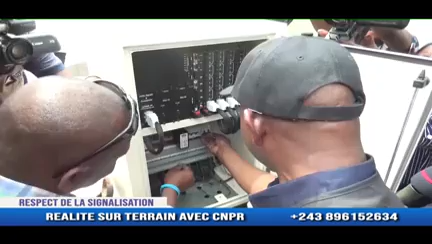 RESPECT DE LA SIGNALISATION
REALITE SUR TERRAIN AVEC CNPR +243 896152634